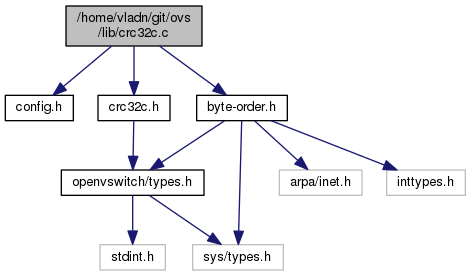 /home/vladn/git/ovs
/lib/crc32c.c
config.h
crc32c.h
byte-order.h
openvswitch/types.h
arpa/inet.h
inttypes.h
stdint.h
sys/types.h